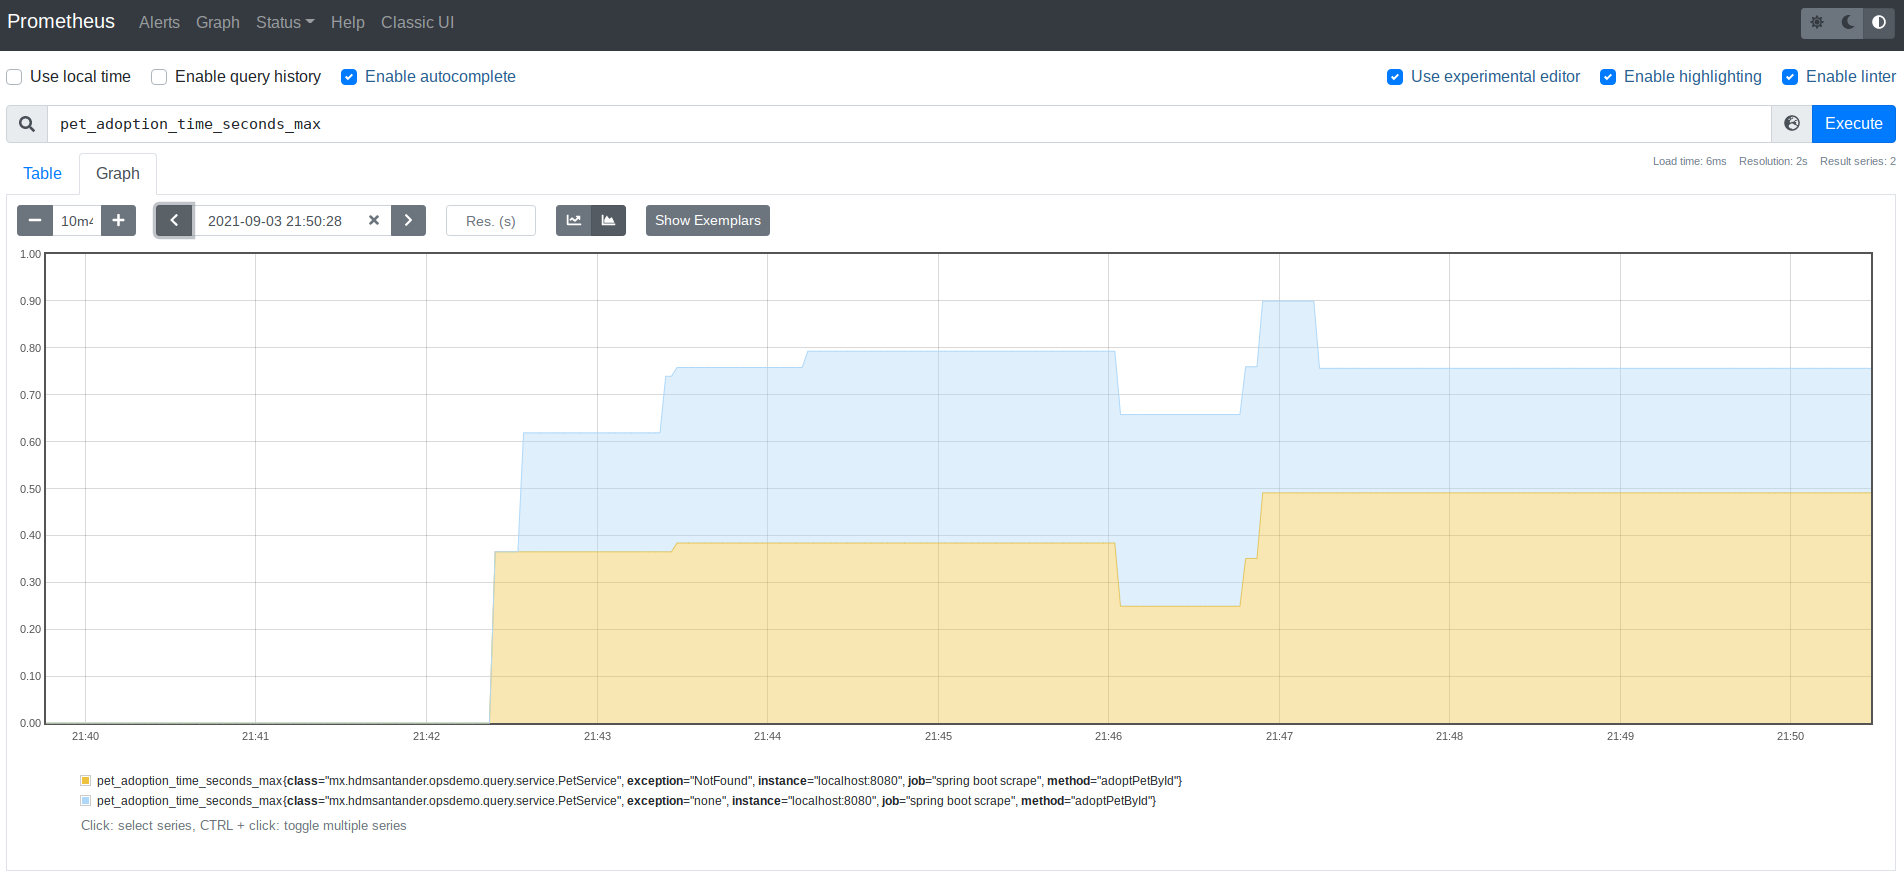 Prometheus Alerts Graph Status Help Classic UI
Use local time Enable query history Enable autocomplete Use experimental editor Enable highlighting Enable linter
pet_adoption_time_seconds_max Execute
Table Graph Load time: 6ms Resolution: 2s Result series: 2
10m4 2021-09-03 21:50:28 Res. (s) Show Exemplars
1.00
0.90
0.80
0.70
0.60
0.50
0.40
0.30
0.20
0.10
0.00
21:40 21:41 21:42 21:43 21:44 21:45 21:46 21:47 21:48 21:49 21:50
pet_adoption_time_seconds_max{class="mx.hdmsantander.opsdemo.query.service.PetService", exception="NotFound", instance="localhost:8080", job="spring boot scrape", method="adoptPetById"}
pet_adoption_time_seconds_max{class="mx.hdmsantander.opsdemo.query.service.PetService", exception="none", instance="localhost:8080", job="spring boot scrape", method="adoptPetById"}
Click: select series, CTRL + click: toggle multiple series